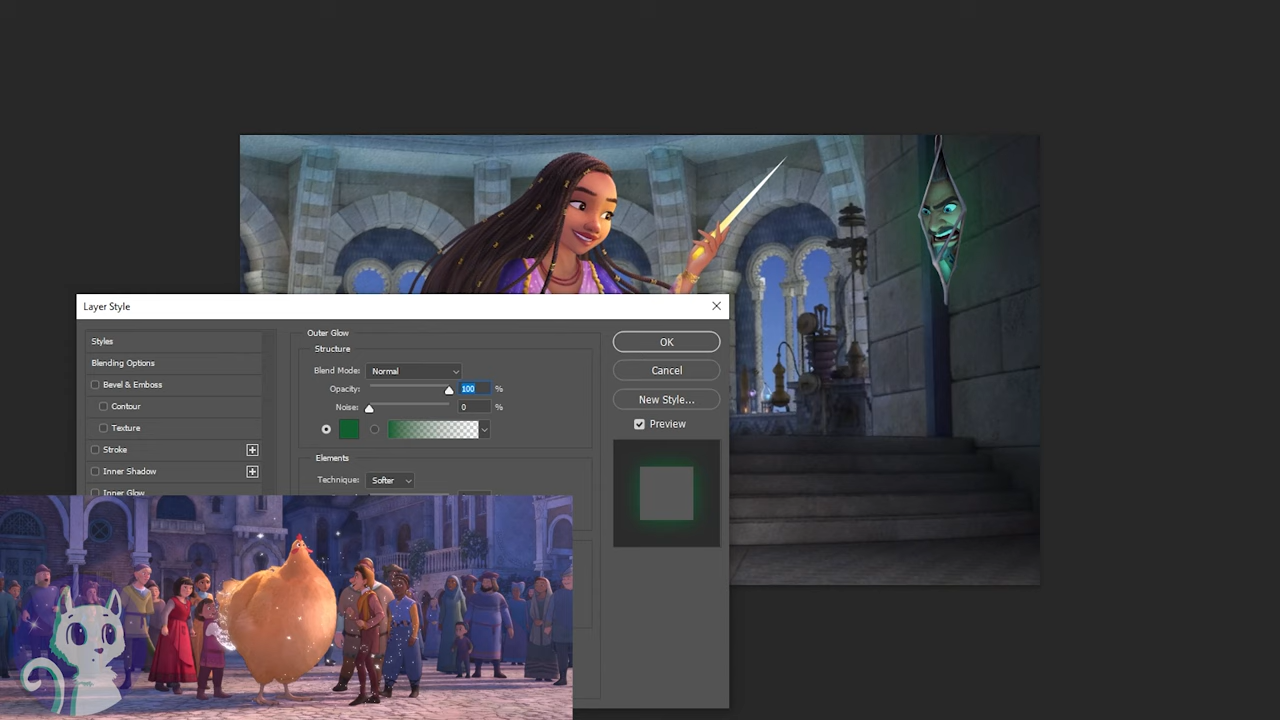 Layer Style
Styles
Blending Options
Bevel & Emboss
Contour
Texture
Stroke
Inner Shadow
Inner Glow
Outer Glow
Structure
Blend Mode: Normal
Opacity: 100 %
Noise: 0 %
Elements
Technique: Softer
OK
Cancel
New Style...
Preview